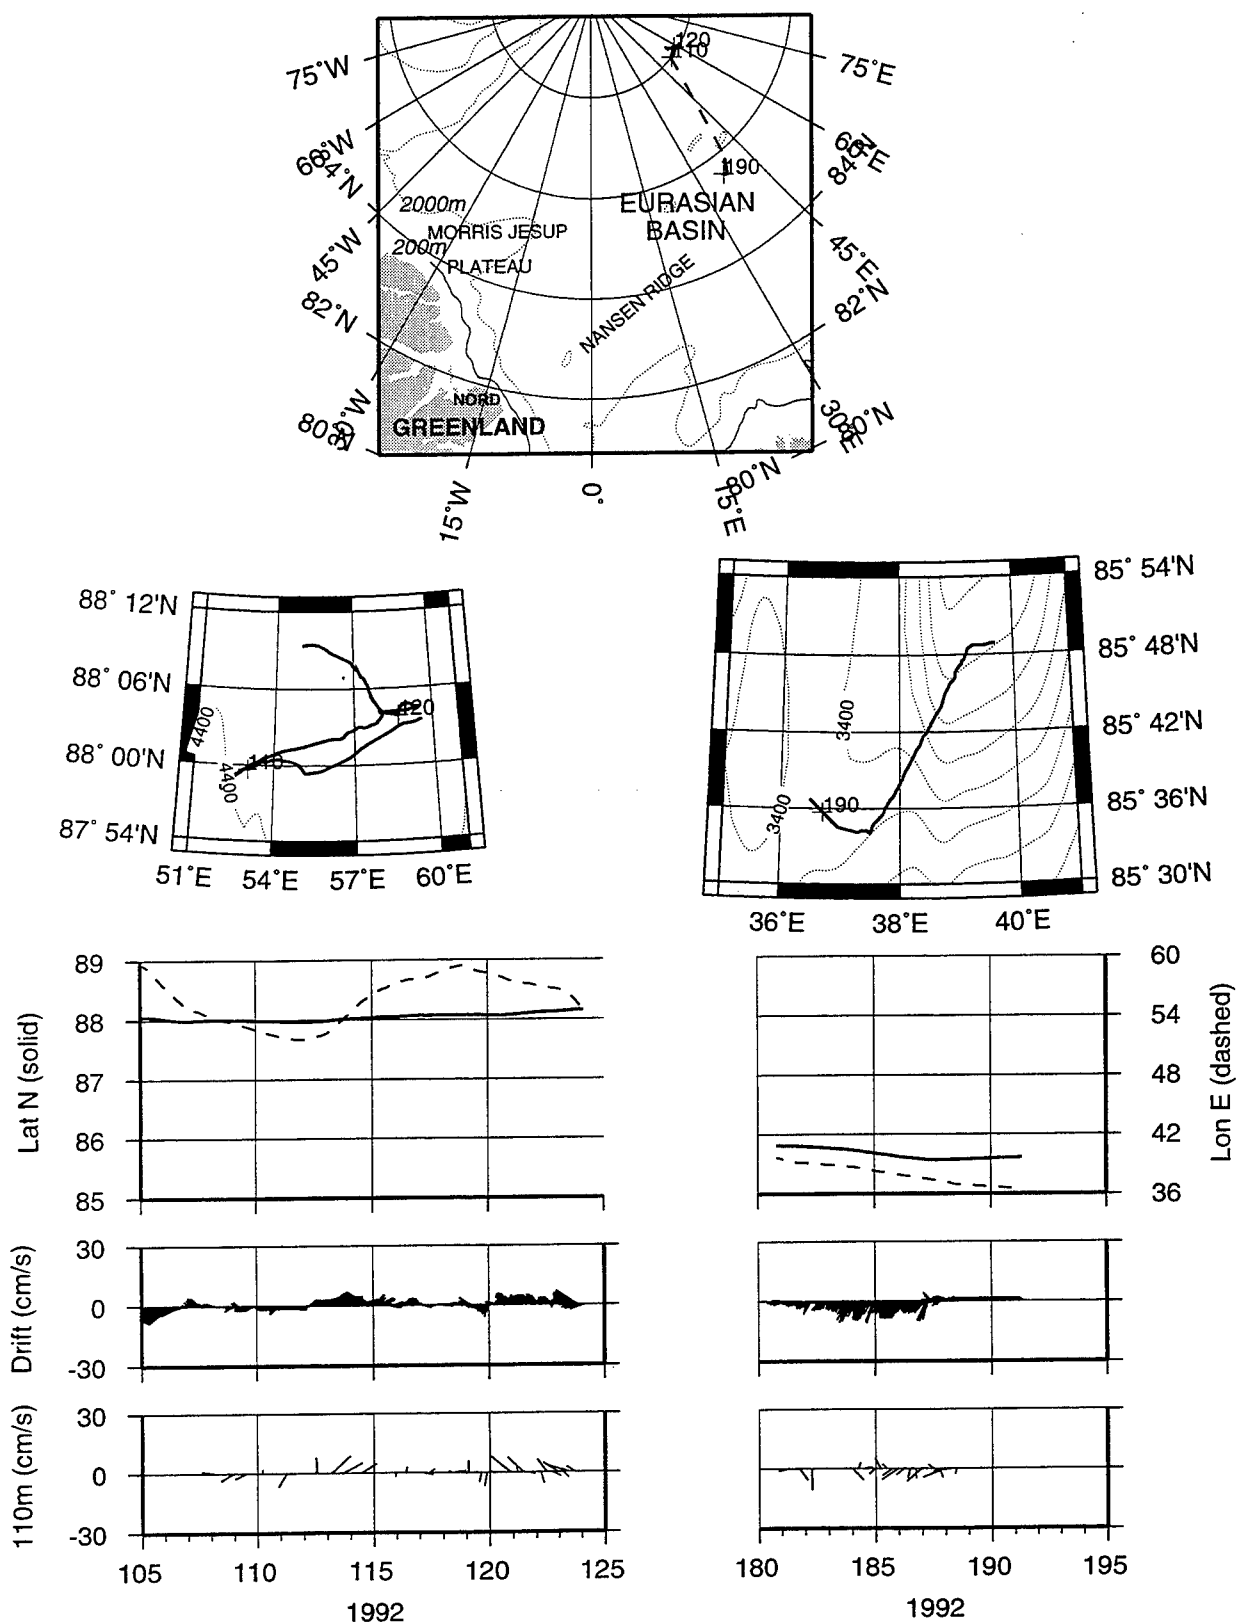 120
110
75°W
75°E
60°W
84°N
60°E
84°N
190
2000m
EURASIAN
BASIN
MORRIS JESUP
200m
PLATEAU
45°W
45°E
NANSEN RIDGE
82°N
82°N
NORD
GREENLAND
80°N
30°E
80°N
15°W
0°
15°E
80°N
88° 12'N
88° 06'N
88° 00'N
87° 54'N
4400
4400
110
120
51°E 54°E 57°E 60°E
85° 54'N
85° 48'N
85° 42'N
85° 36'N
85° 30'N
3400
3400
190
36°E 38°E 40°E
Lat N (solid)
89
88
87
86
85
60
54
48
42
36
Lon E (dashed)
Drift (cm/s)
30
0
-30
110m (cm/s)
30
0
-30
105 110 115 120 125
1992
180 185 190 195
1992